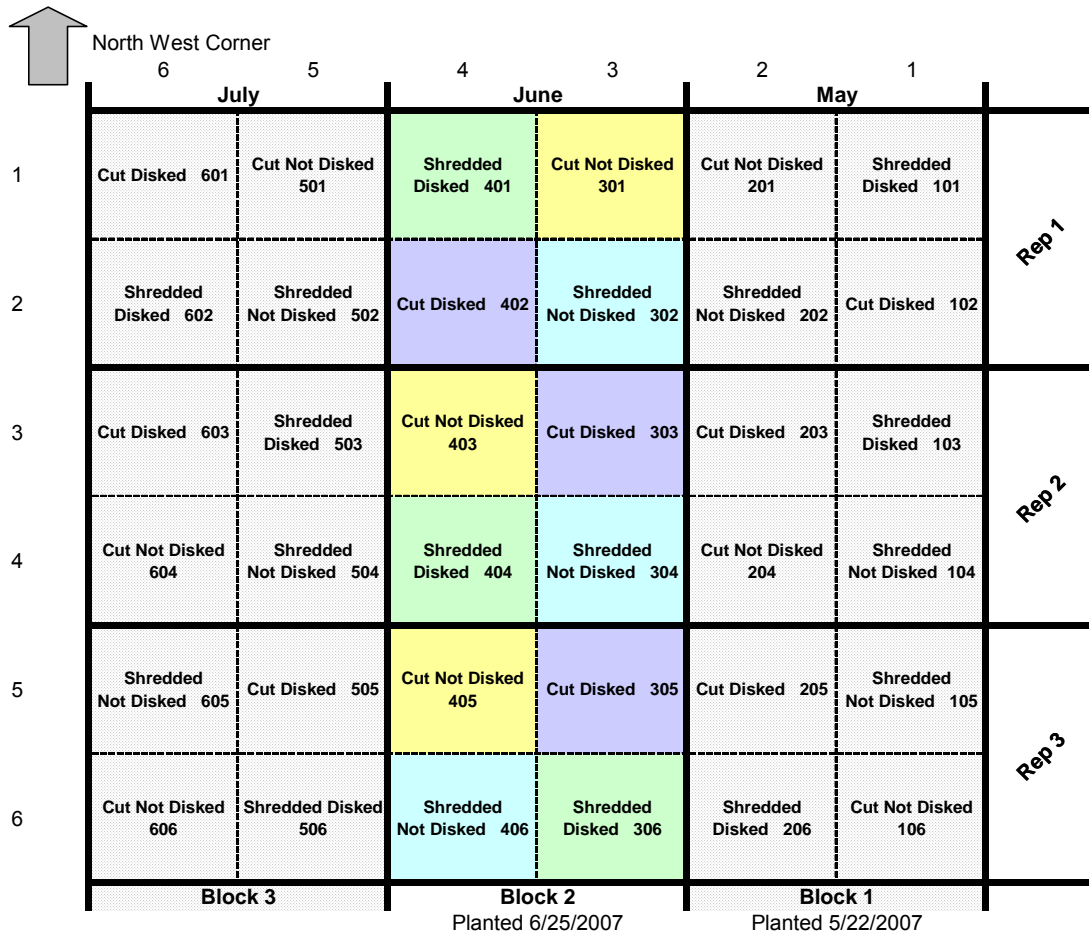 North West Corner
6 5 4 3 2 1
July June May
1
Cut Disked 601
Cut Not Disked
501
Shredded
Disked 401
Cut Not Disked
301
Cut Not Disked
201
Shredded
Disked 101
Rep 1
2
Shredded
Disked 602
Shredded
Not Disked 502
Cut Disked 402
Shredded
Not Disked 302
Shredded
Not Disked 202
Cut Disked 102
3
Cut Disked 603
Shredded
Disked 503
Cut Not Disked
403
Cut Disked 303
Cut Disked 203
Shredded
Disked 103
Rep 2
4
Cut Not Disked
604
Shredded
Not Disked 504
Shredded
Disked 404
Shredded
Not Disked 304
Cut Not Disked
204
Shredded
Not Disked 104
5
Shredded
Not Disked 605
Cut Disked 505
Cut Not Disked
405
Cut Disked 305
Cut Disked 205
Shredded
Not Disked 105
Rep 3
6
Cut Not Disked
606
Shredded Disked
506
Shredded
Not Disked 406
Shredded
Disked 306
Shredded
Disked 206
Cut Not Disked
106
Block 3 Block 2 Block 1
Planted 6/25/2007 Planted 5/22/2007